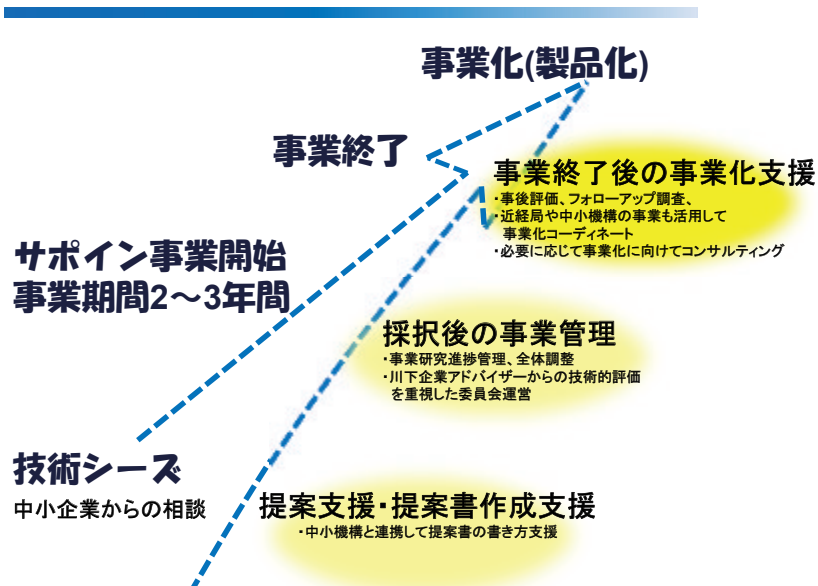 事業化(製品化)
事業終了
事業終了後の事業化支援
・事後評価、フォローアップ調査、
・近経局や中小機構の事業も活用して
事業化コーディネート
・必要に応じて事業化に向けてコンサルティング
サポイン事業開始
事業期間2～3年間
採択後の事業管理
・事業研究進捗管理、全体調整
・川下企業アドバイザーからの技術的評価
を重視した委員会運営
技術シーズ
中小企業からの相談
提案支援・提案書作成支援
・中小機構と連携して提案書の書き方支援